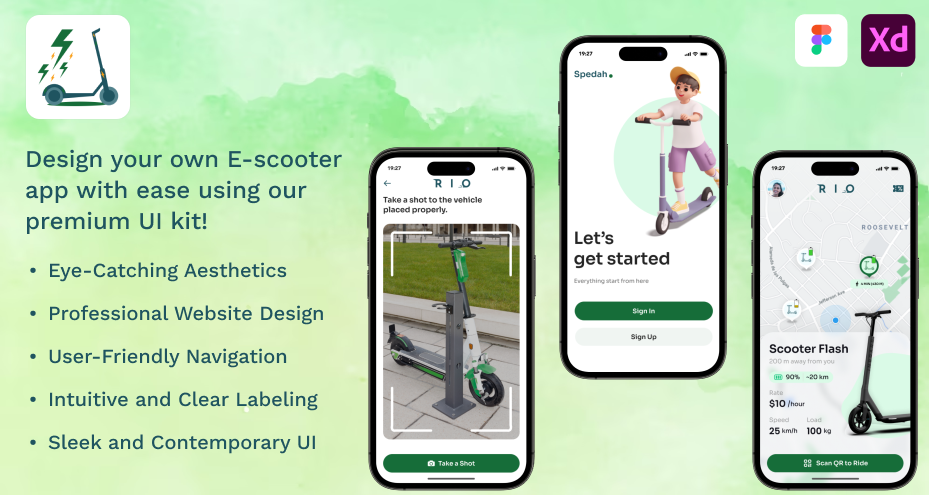 Xd
Design your own E-scooter
app with ease using our
premium UI kit!
• Eye-Catching Aesthetics
• Professional Website Design
• User-Friendly Navigation
• Intuitive and Clear Labeling
• Sleek and Contemporary UI
19:27
RIO
Take a shot to the vehicle
placed properly.
Take a Shot
19:27
Spedah
Let's
get started
Everything start from here
Sign In
Sign Up
19:27
RIO
ROOSEVELT
Jefferson Ave
Scooter Flash
200 m away from you
90% ~20 km
Rate
$10 /hour
Speed Load
25 km/h 100 kg
Scan QR to Ride